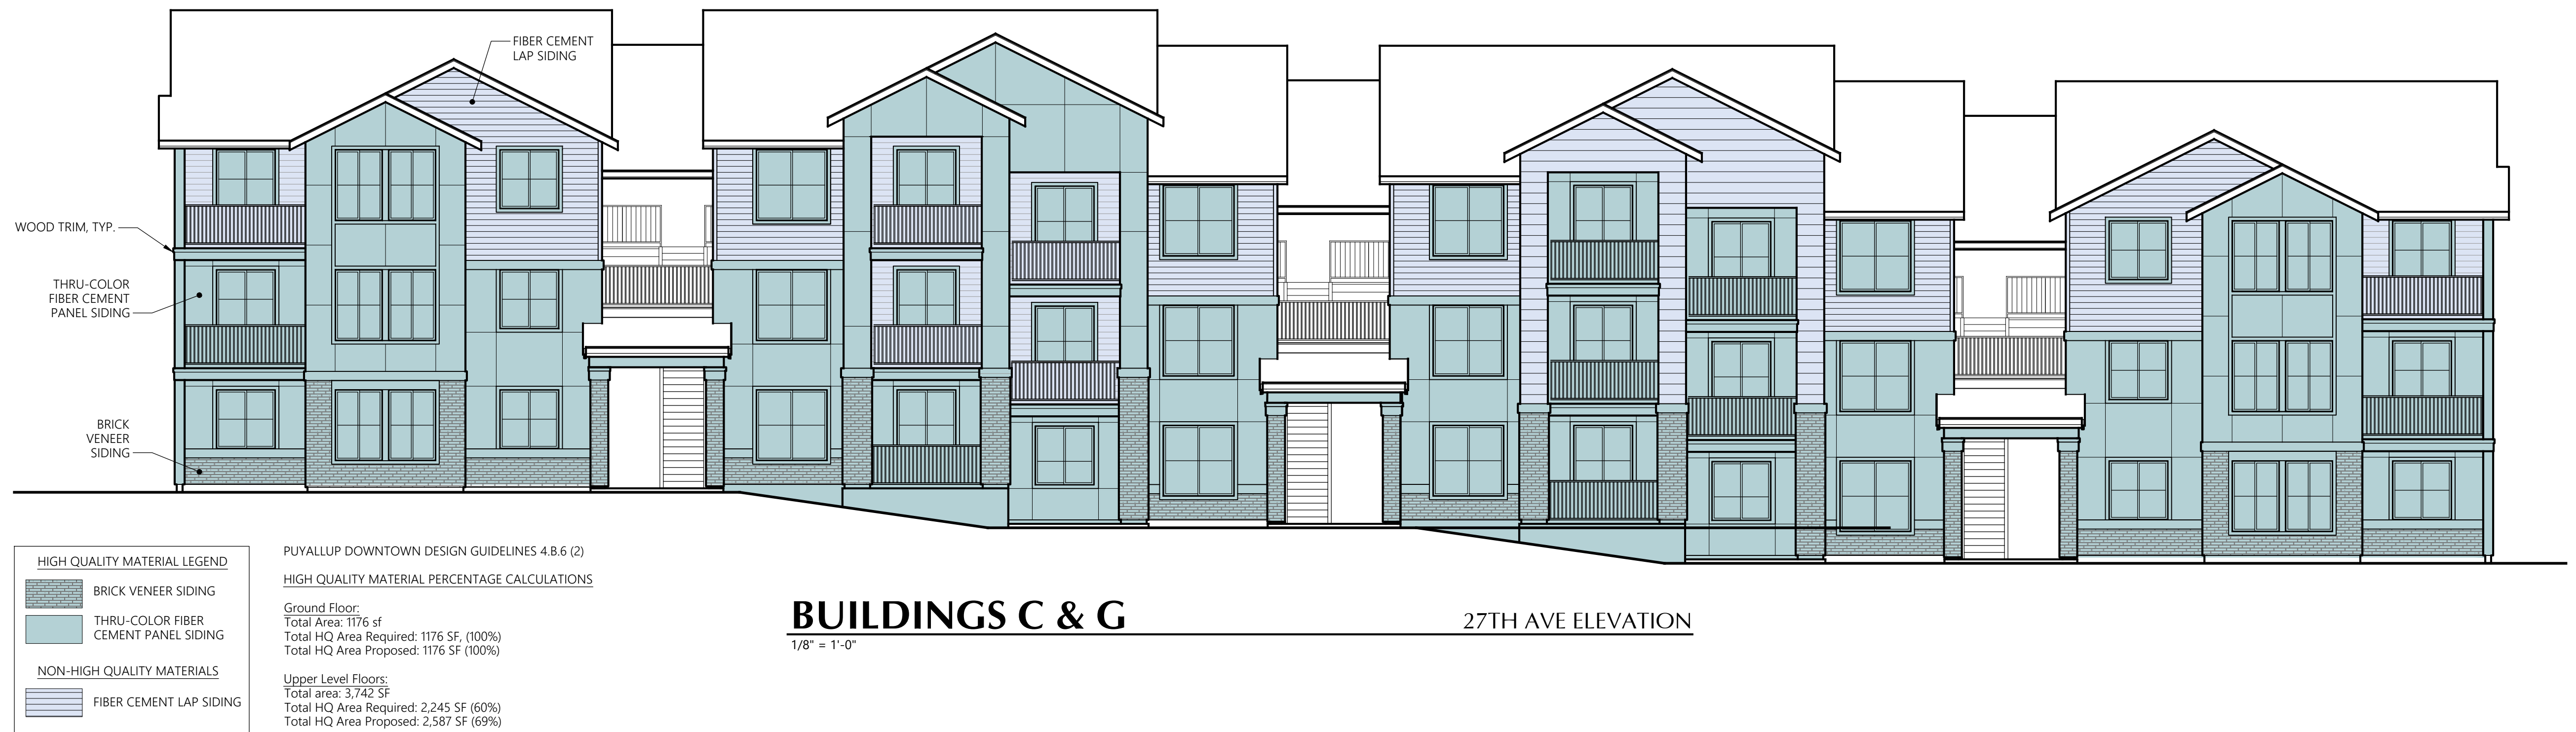 FIBER CEMENT
LAP SIDING
WOOD TRIM, TYP.
THRU-COLOR
FIBER CEMENT
PANEL SIDING
BRICK
VENEER
SIDING
HIGH QUALITY MATERIAL LEGEND
BRICK VENEER SIDING
THRU-COLOR FIBER
CEMENT PANEL SIDING
NON-HIGH QUALITY MATERIALS
FIBER CEMENT LAP SIDING
PUYALLUP DOWNTOWN DESIGN GUIDELINES 4.B.6 (2)
HIGH QUALITY MATERIAL PERCENTAGE CALCULATIONS
Ground Floor:
Total Area: 1176 sf
Total HQ Area Required: 1176 SF, (100%)
Total HQ Area Proposed: 1176 SF (100%)
Upper Level Floors:
Total area: 3,742 SF
Total HQ Area Required: 2,245 SF (60%)
Total HQ Area Proposed: 2,587 SF (69%)
BUILDINGS C & G
27TH AVE ELEVATION
1/8" = 1'-0"